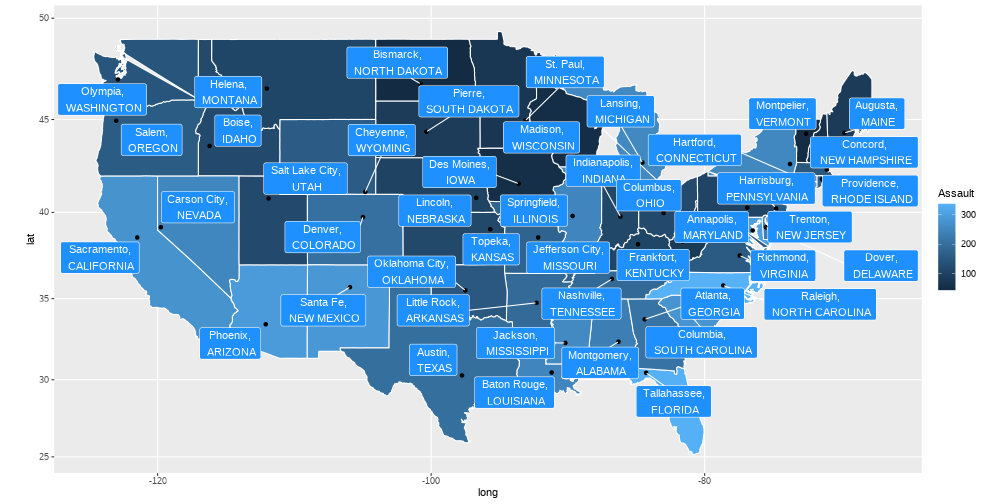 Bismarck,
NORTH DAKOTA
St. Paul,
MINNESOTA
Olympia,
WASHINGTON
Helena,
MONTANA
Pierre,
SOUTH DAKOTA
Lansing,
MICHIGAN
Montpelier,
VERMONT
Augusta,
MAINE
Salem,
OREGON
Boise,
IDAHO
Cheyenne,
WYOMING
Madison,
WISCONSIN
Hartford,
CONNECTICUT
Concord,
NEW HAMPSHIRE
Salt Lake City,
UTAH
Des Moines,
IOWA
Indianapolis,
INDIANA
Columbus,
OHIO
Harrisburg,
PENNSYLVANIA
Providence,
RHODE ISLAND
Carson City,
NEVADA
Lincoln,
NEBRASKA
Springfield,
ILLINOIS
Annapolis,
MARYLAND
Trenton,
NEW JERSEY
Denver,
COLORADO
Topeka,
KANSAS
Jefferson City,
MISSOURI
Frankfort,
KENTUCKY
Richmond,
VIRGINIA
Dover,
DELAWARE
Sacramento,
CALIFORNIA
Oklahoma City,
OKLAHOMA
Santa Fe,
NEW MEXICO
Little Rock,
ARKANSAS
Nashville,
TENNESSEE
Atlanta,
GEORGIA
Raleigh,
NORTH CAROLINA
Phoenix,
ARIZONA
Jackson,
MISSISSIPPI
Columbia,
SOUTH CAROLINA
Austin,
TEXAS
Montgomery,
ALABAMA
Baton Rouge,
LOUISIANA
Tallahassee,
FLORIDA
50
45
40
35
30
25
lat
-120
-100
-80
long
Assault
300
200
100